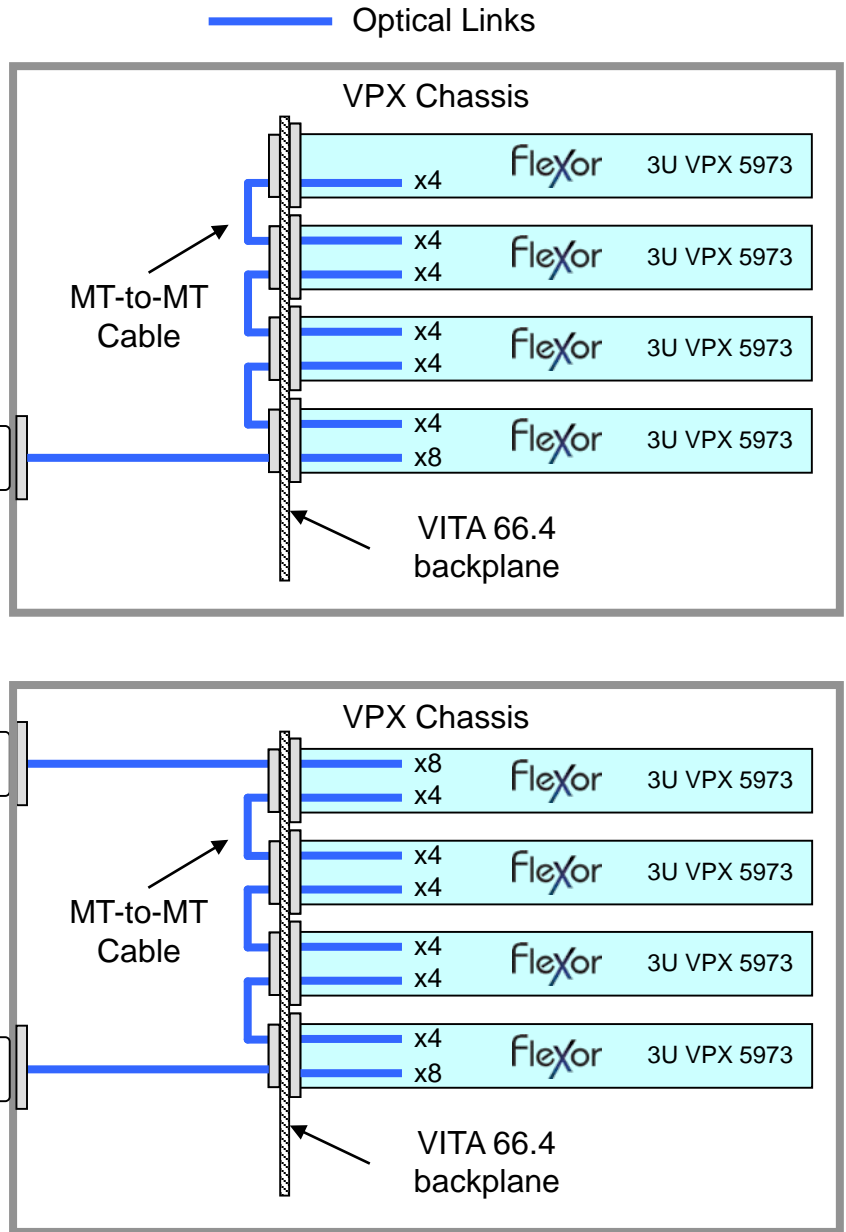 Optical Links
VPX Chassis
Flexor 3U VPX 5973
x4
x4
Flexor 3U VPX 5973
x4
MT-to-MT
Cable
x4
Flexor 3U VPX 5973
x4
x4
Flexor 3U VPX 5973
x8
VITA 66.4
backplane
VPX Chassis
x8
Flexor 3U VPX 5973
x4
x4
Flexor 3U VPX 5973
x4
MT-to-MT
Cable
x4
Flexor 3U VPX 5973
x4
x4
Flexor 3U VPX 5973
x8
VITA 66.4
backplane